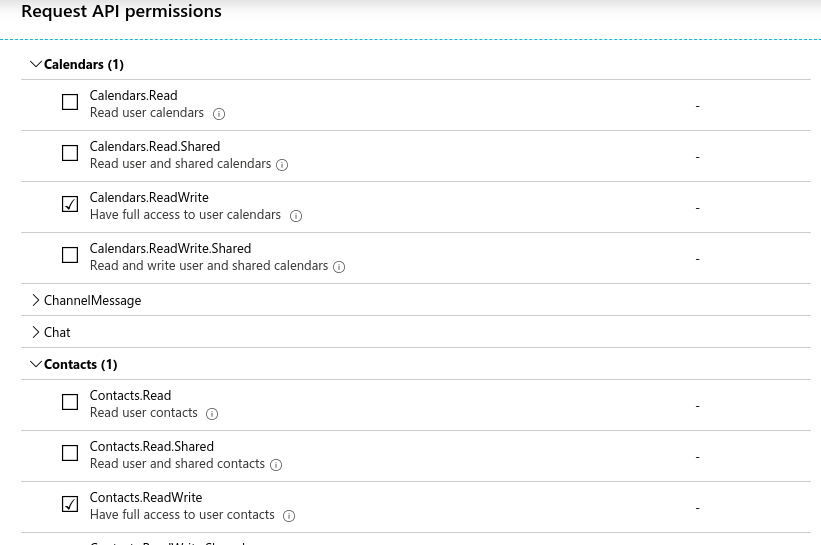 Request API permissions
Calendars (1)
Calendars.Read
-
Read user calendars
Calendars.Read.Shared
-
Read user and shared calendars
Calendars.ReadWrite
-
Have full access to user calendars
Calendars.ReadWrite.Shared
-
Read and write user and shared calendars
ChannelMessage
Chat
Contacts (1)
Contacts.Read
-
Read user contacts
Contacts.Read.Shared
-
Read user and shared contacts
Contacts.ReadWrite
-
Have full access to user contacts